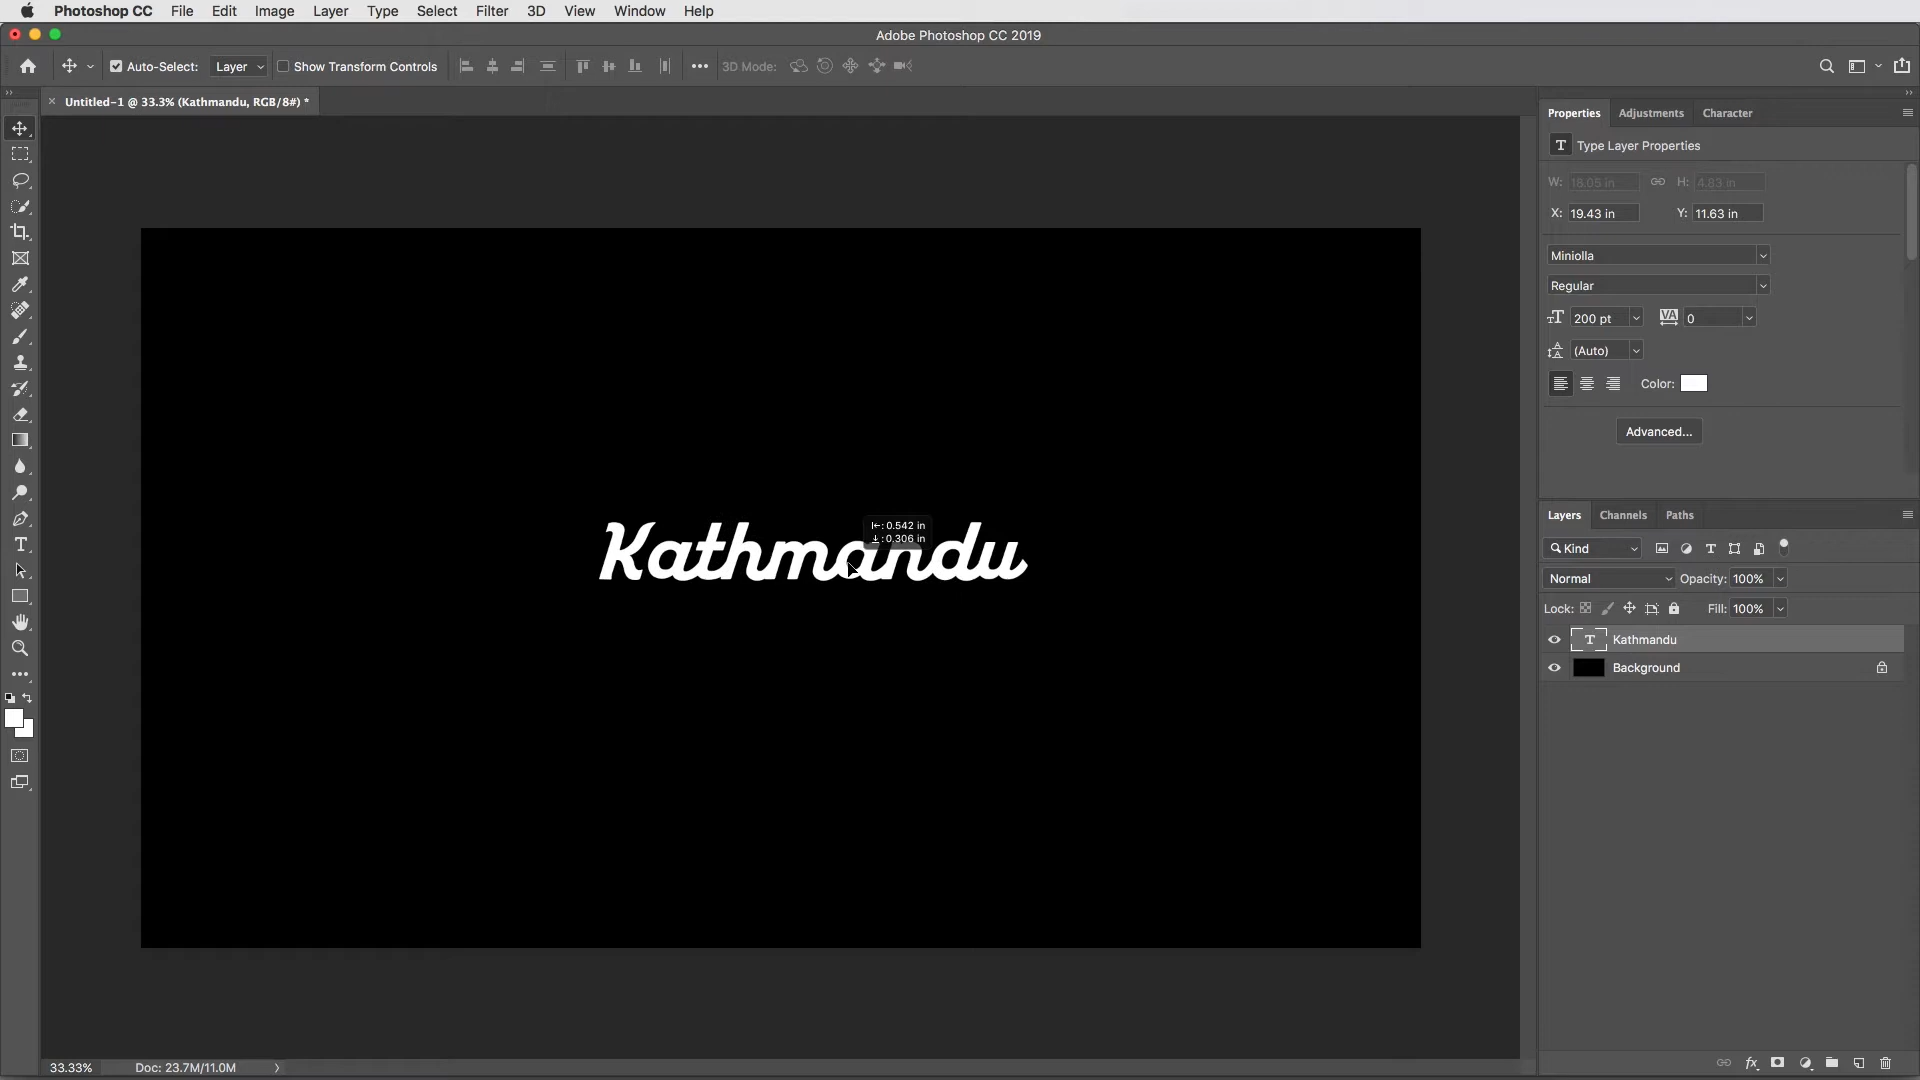 Photoshop CC File Edit Image Layer Type Select Filter 3D View Window Help
Adobe Photoshop CC 2019
Auto-Select: Layer Show Transform Controls 3D Mode:
Untitled-1 @ 33.3% (Kathmandu, RGB/8#) *
Properties Adjustments Character
T Type Layer Properties
W: 16.05 in H: 4.83 in
X: 19.43 in Y: 11.63 in
Miniolla
Regular
200 pt 0
(Auto)
Color:
Advanced...
Kathmandu
: 0.542 in
: 0.306 in
Layers Channels Paths
Kind
Normal Opacity: 100%
Lock: Fill: 100%
T Kathmandu
Background
33.33% Doc: 23.7M/11.0M
fx